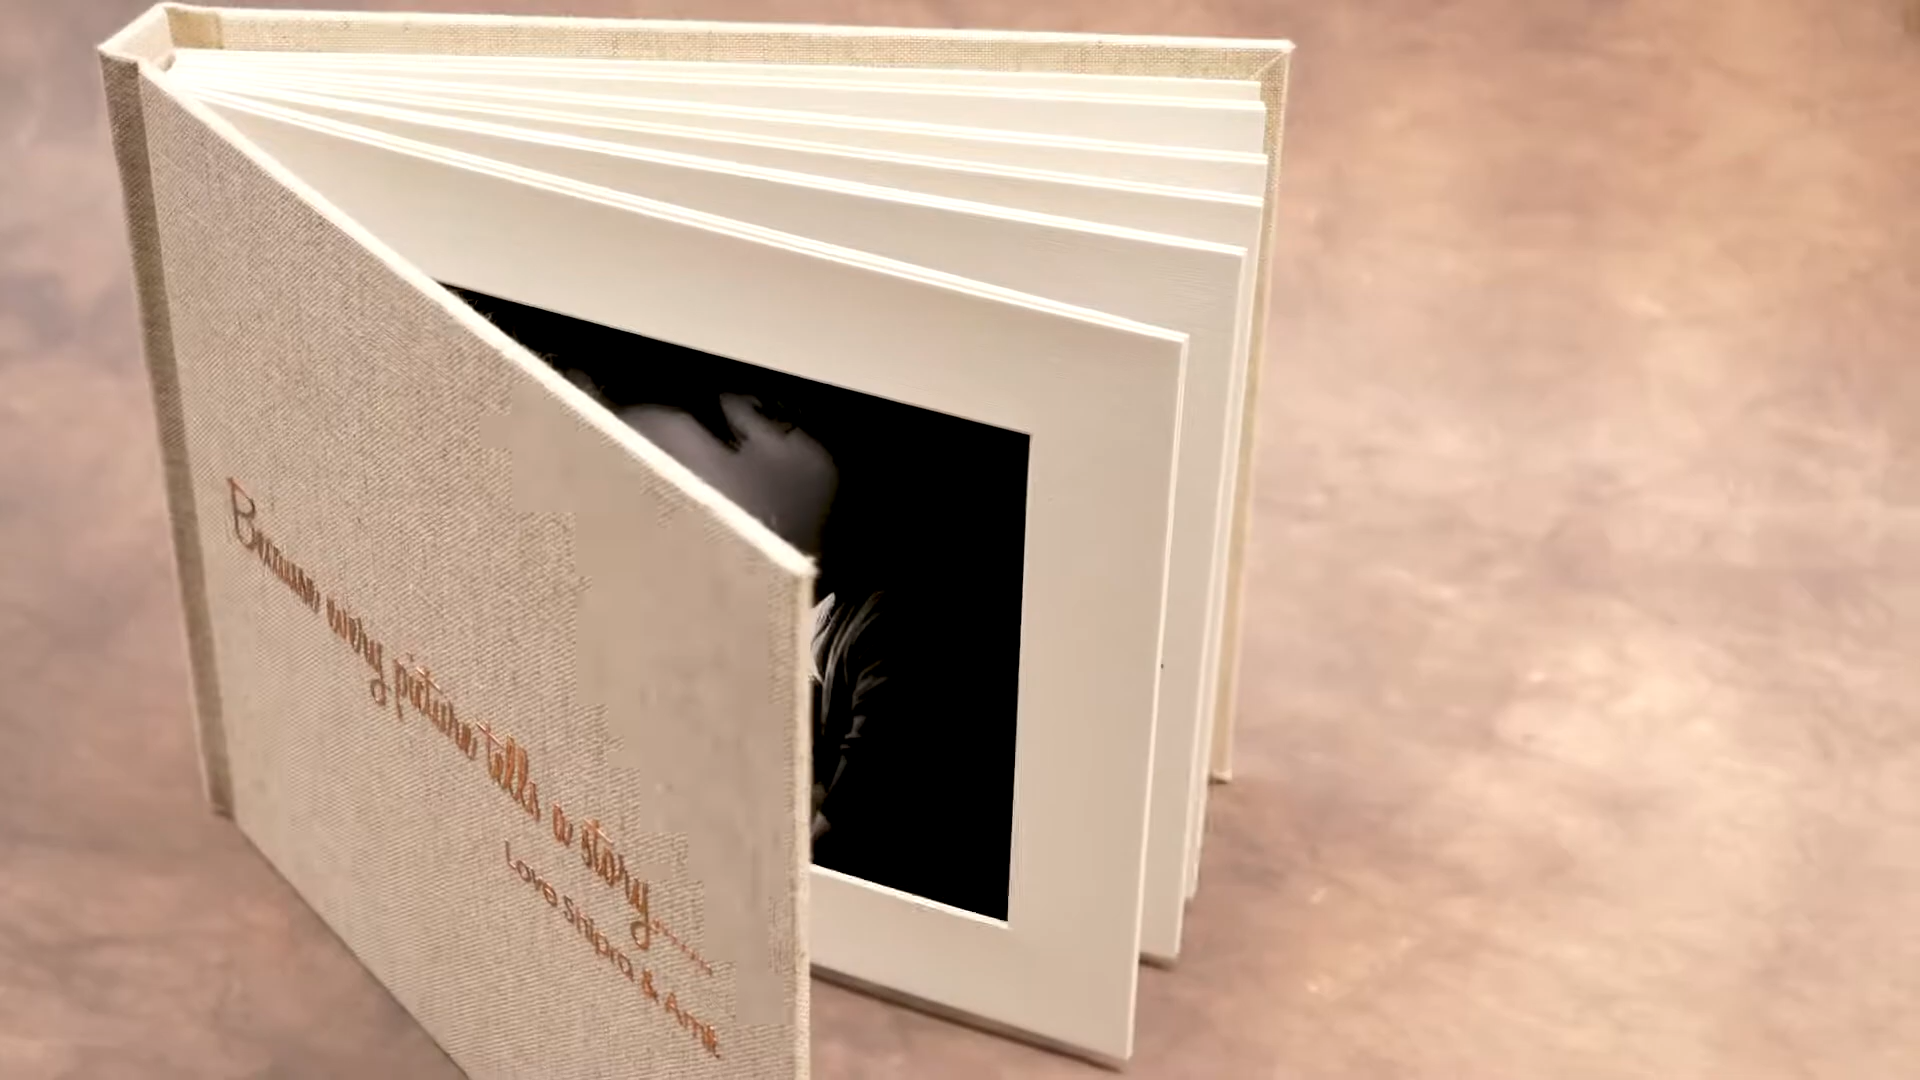 Because every picture tells a story.......
Love Shipra & Amit